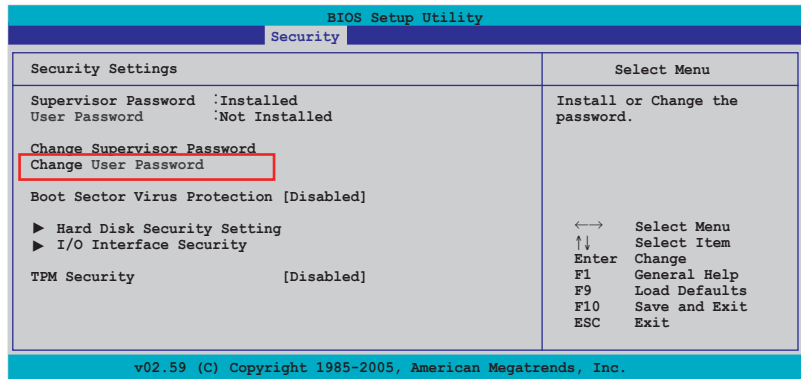 BIOS Setup Utility
Security
Security Settings
Supervisor Password :Installed
User Password :Not Installed
Change Supervisor Password
Change User Password
Boot Sector Virus Protection [Disabled]
▶ Hard Disk Security Setting
▶ I/O Interface Security
TPM Security [Disabled]
Select Menu
Install or Change the
password.
←→ Select Menu
↑↓ Select Item
Enter Change
F1 General Help
F9 Load Defaults
F10 Save and Exit
ESC Exit
v02.59 (C) Copyright 1985-2005, American Megatrends, Inc.